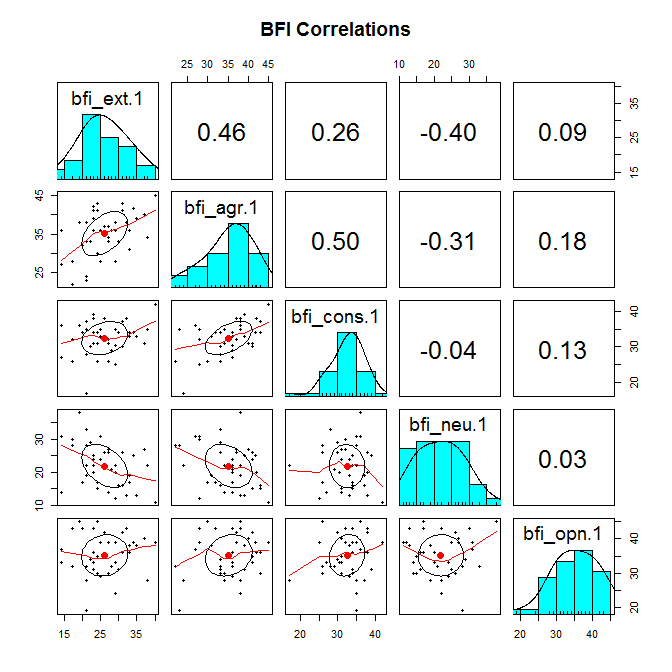 BFI Correlations
25 30 35 40 45
10 20 30
bfi_ext.1
0.46
0.26
-0.40
0.09
15 25 35
25 35 45
bfi_agr.1
0.50
-0.31
0.18
bfi_cons.1
-0.04
0.13
20 30 40
10 20 30
bfi_neu.1
0.03
bfi_opn.1
20 25 30 35 40 45
15 25 35
20 30 40
20 30 40